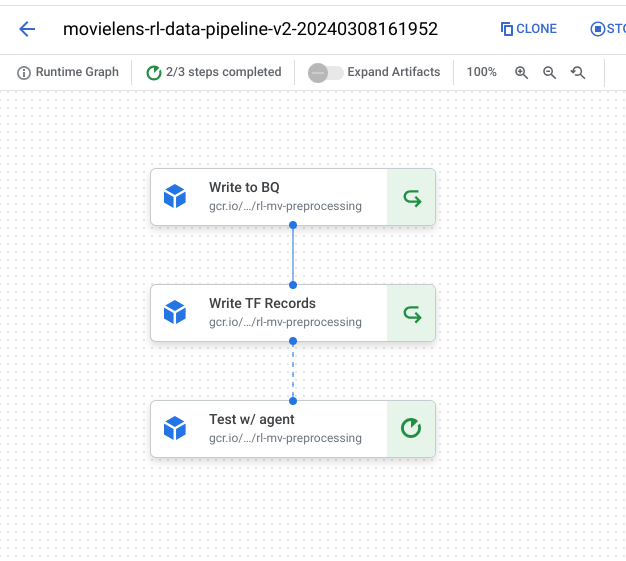 movielens-rl-data-pipeline-v2-20240308161952
CLONE
STO
Runtime Graph
2/3 steps completed
Expand Artifacts
100%
Write to BQ
gcr.io/.../rl-mv-preprocessing
Write TF Records
gcr.io/.../rl-mv-preprocessing
Test w/ agent
gcr.io/.../rl-mv-preprocessing